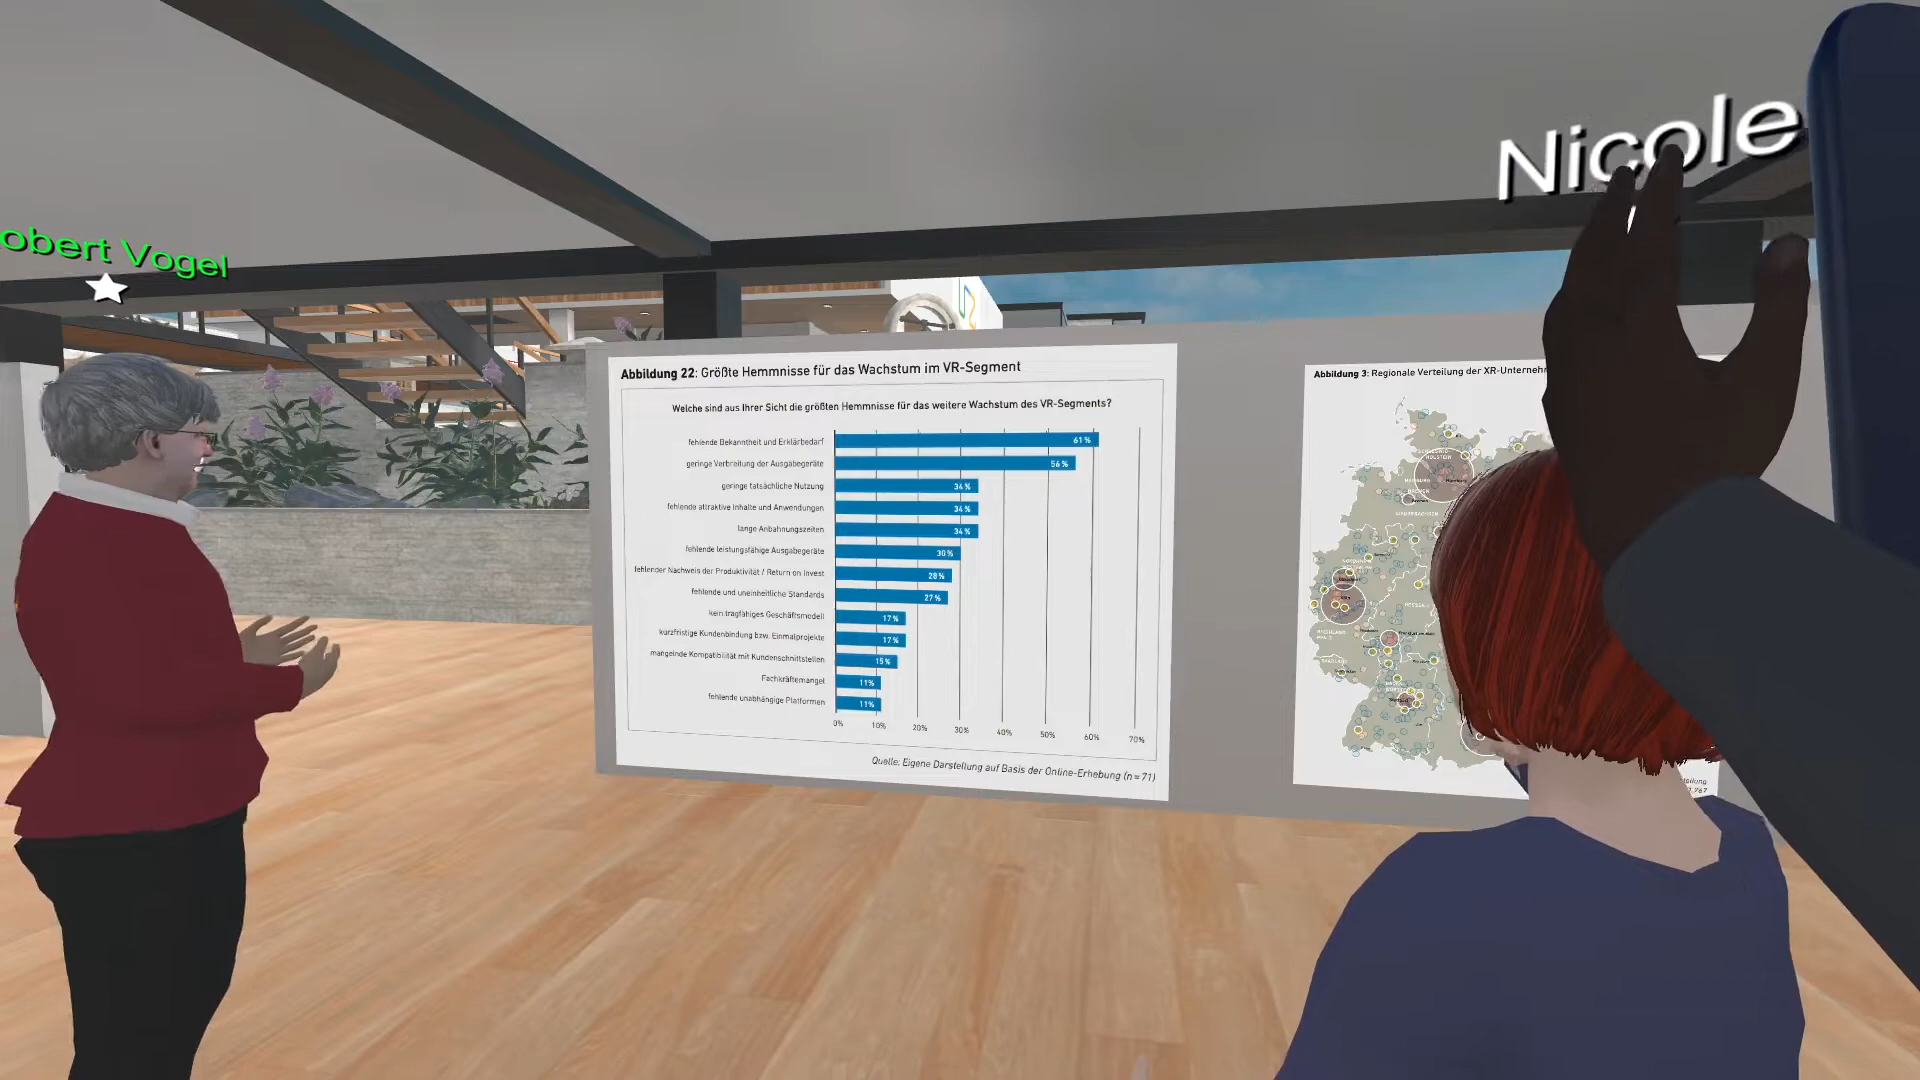 Nicole
obert Vogel
Abbildung 22: Größte Hemmnisse für das Wachstum im VR-Segment
Welche sind aus Ihrer Sicht die größten Hemmnisse für das weitere Wachstum des VR-Segments?
fehlende Bekanntheit und Erklärbedarf 61%
geringe Verbreitung der Ausgabegeräte 56%
geringe tatsächliche Nutzung 34%
fehlende attraktive Inhalte und Anwendungen 34%
lange Anbahnungszeiten 34%
fehlende leistungsfähige Ausgabegeräte 30%
fehlender Nachweis der Produktivität / Return on Invest 28%
fehlende und uneinheitliche Standards 27%
kein tragfähiges Geschäftsmodell 17%
kurzfristige Kundenbindung bzw. Einmalprojekte 17%
mangelnde Kompatibilität mit Kundenschnittstellen 15%
Fachkräftemangel 11%
fehlende unabhängige Platformen 11%
0% 10% 20% 30% 40% 50% 60% 70%
Quelle: Eigene Darstellung auf Basis der Online-Erhebung (n = 71)
Abbildung 3: Regionale Verteilung der XR-Unterneh